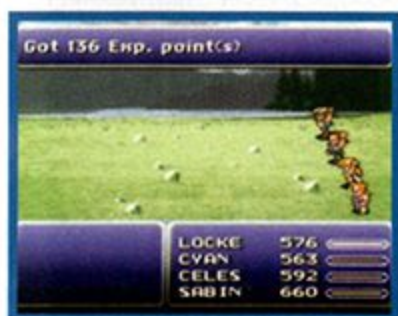 Got 136 Exp. point(s)
LOCKE 576
CYAN 563
CELES 592
SABIN 660